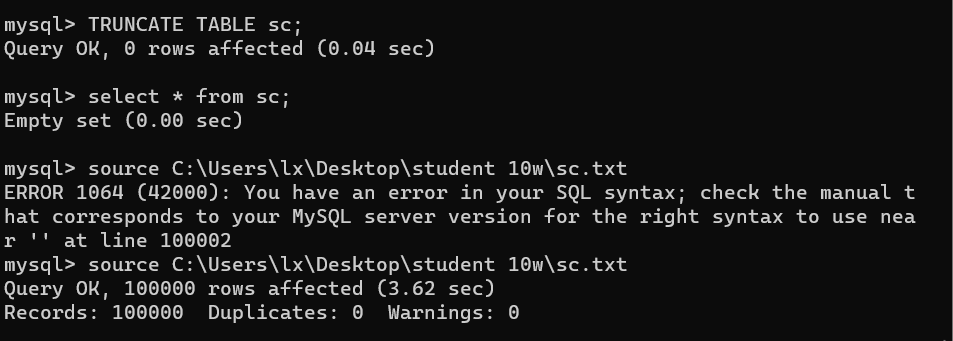 mysql> TRUNCATE TABLE sc;
Query OK, 0 rows affected (0.04 sec)
mysql> select * from sc;
Empty set (0.00 sec)
mysql> source C:\Users\lx\Desktop\student 10w\sc.txt
ERROR 1064 (42000): You have an error in your SQL syntax; check the manual t
hat corresponds to your MySQL server version for the right syntax to use nea
r '' at line 100002
mysql> source C:\Users\lx\Desktop\student 10w\sc.txt
Query OK, 100000 rows affected (3.62 sec)
Records: 100000  Duplicates: 0  Warnings: 0